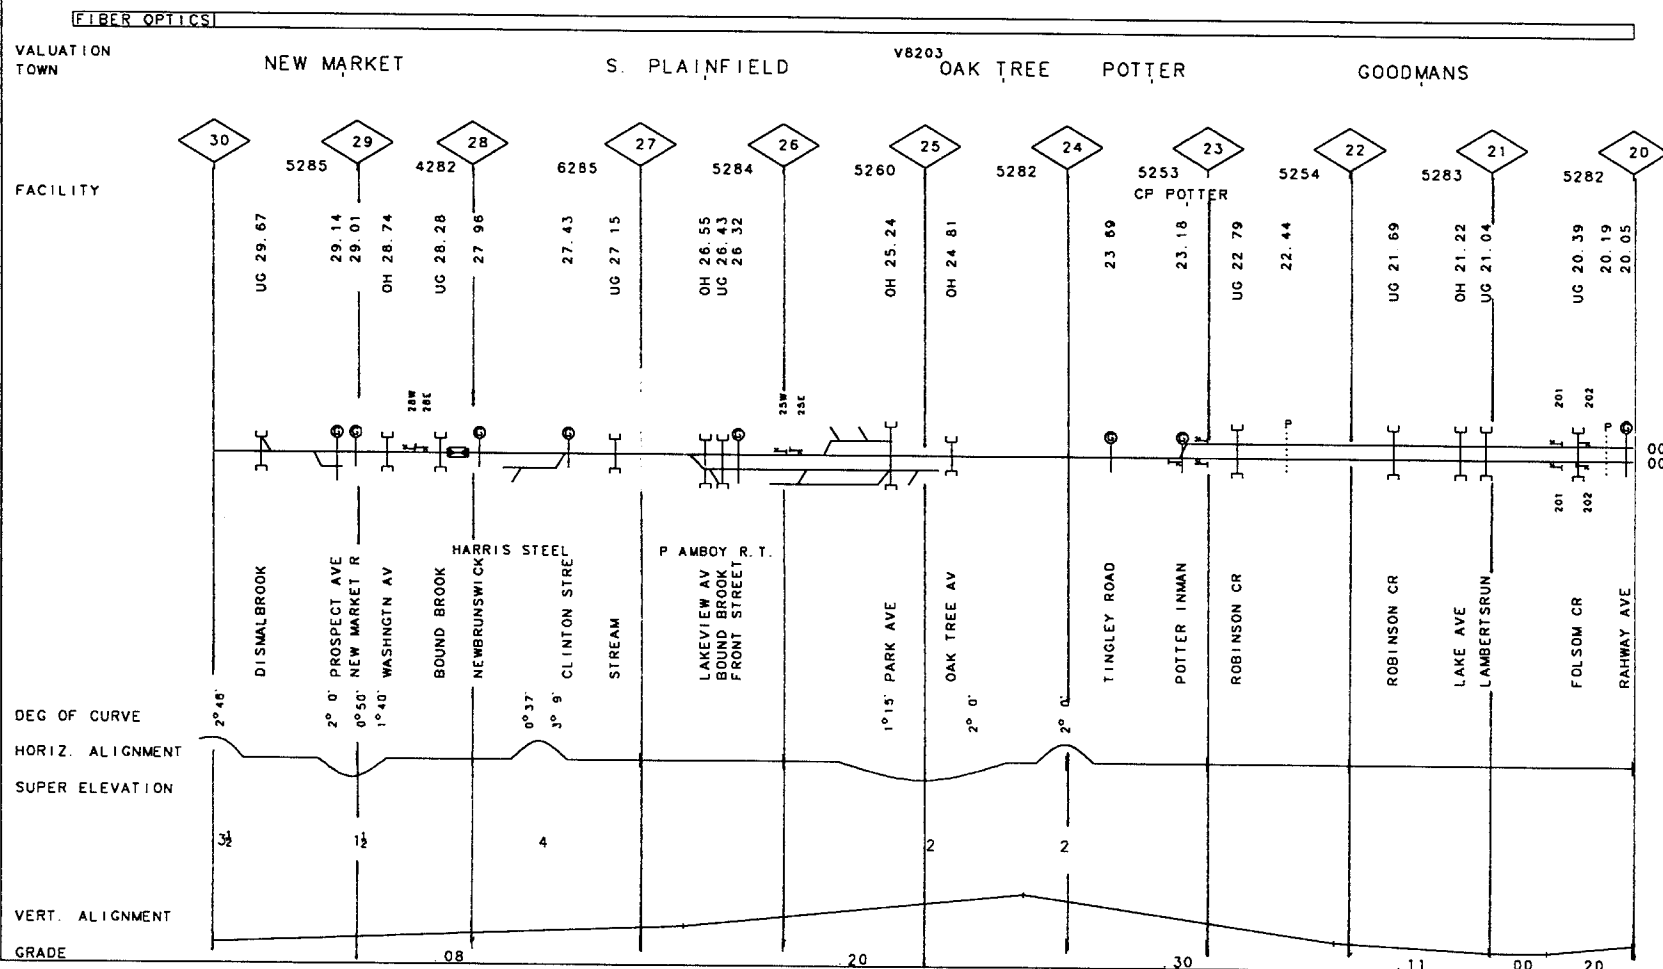 FIBER OPTICS
VALUATION V8203
TOWN NEW MARKET S. PLAINFIELD OAK TREE POTTER GOODMANS
30 29 28 27 26 25 24 23 22 21 20
5285 4282 6285 5284 5260 5282 5253 5254 5283 5282
FACILITY CP POTTER
UG 29.67
29.14
29.01
OH 28.74
UG 28.28
27 96
27.43
UG 27 15
OH 26.55
UG 26.43
26 32
OH 25.24
OH 24 81
23 69
23.18
UG 22 79
22.44
UG 21 69
OH 21.22
UG 21.04
UG 20.39
20.19
20.05
28W
28E
25W
25E
P
201
202
P
G G G G G G G G
00
00
201
202
HARRIS STEEL P AMBOY R.T.
DISMALBROOK
PROSPECT AVE
NEW MARKET R
WASHNGTN AV
BOUND BROOK
NEWBRUNSWICK
CLINTON STRE
STREAM
LAKEVIEW AV
BOUND BROOK
FRONT STREET
PARK AVE
OAK TREE AV
TINGLEY ROAD
POTTER INMAN
ROBINSON CR
ROBINSON CR
LAKE AVE
LAMBERTSRUN
FOLSOM CR
RAHWAY AVE
DEG OF CURVE
2° 48'
2° 0'
0° 50'
1° 40'
0° 37'
3° 9'
1° 15'
2° 0'
2° 0'
HORIZ. ALIGNMENT
SUPER ELEVATION
3½ 1½ 4 2 2
VERT. ALIGNMENT
GRADE .08 .20 .30 .11 .00 .20